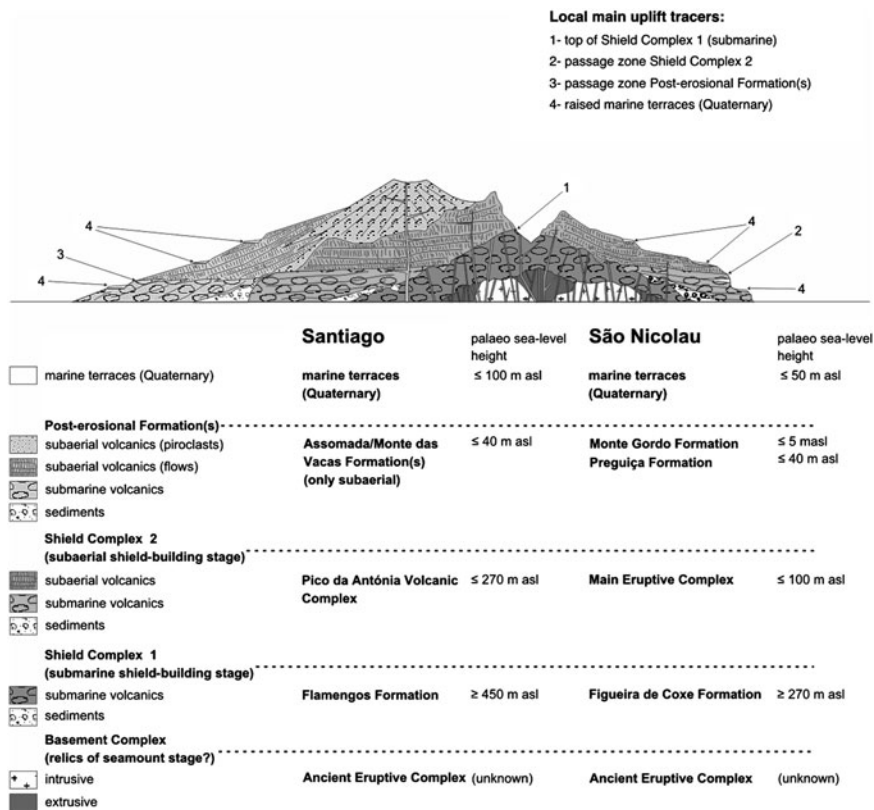 Local main uplift tracers:
1- top of Shield Complex 1 (submarine)
2- passage zone Shield Complex 2
3- passage zone Post-erosional Formation(s)
4- raised marine terraces (Quaternary)
1
4
4
2
3
4
4
Santiago palaeo sea-level São Nicolau palaeo sea-level
height height
marine terraces (Quaternary) marine terraces ≤ 100 m asl marine terraces ≤ 50 m asl
(Quaternary) (Quaternary)
Post-erosional Formation(s)
subaerial volcanics (piroclasts) Assomada/Monte das ≤ 40 m asl Monte Gordo Formation ≤ 5 masl
subaerial volcanics (flows) Vacas Formation(s) Preguiça Formation ≤ 40 m asl
(only subaerial)
submarine volcanics
sediments
Shield Complex 2
(subaerial shield-building stage)
subaerial volcanics Pico da Antónia Volcanic ≤ 270 m asl Main Eruptive Complex ≤ 100 m asl
Complex
submarine volcanics
sediments
Shield Complex 1
(submarine shield-building stage)
submarine volcanics Flamengos Formation ≥ 450 m asl Figueira de Coxe Formation ≥ 270 m asl
sediments
Basement Complex
(relics of seamount stage?)
intrusive Ancient Eruptive Complex (unknown) Ancient Eruptive Complex (unknown)
extrusive